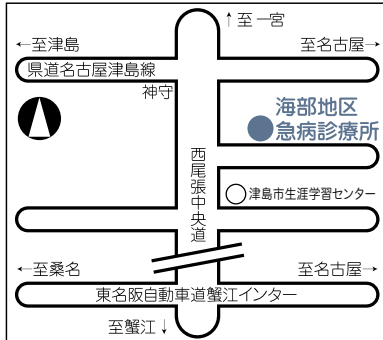 ↑至一宮
←至津島
至名古屋→
県道名古屋津島線
神守
海部地区
急病診療所
西尾張中央道
津島市生涯学習センター
←至桑名
至名古屋→
東名阪自動車道蟹江インター
至蟹江↓